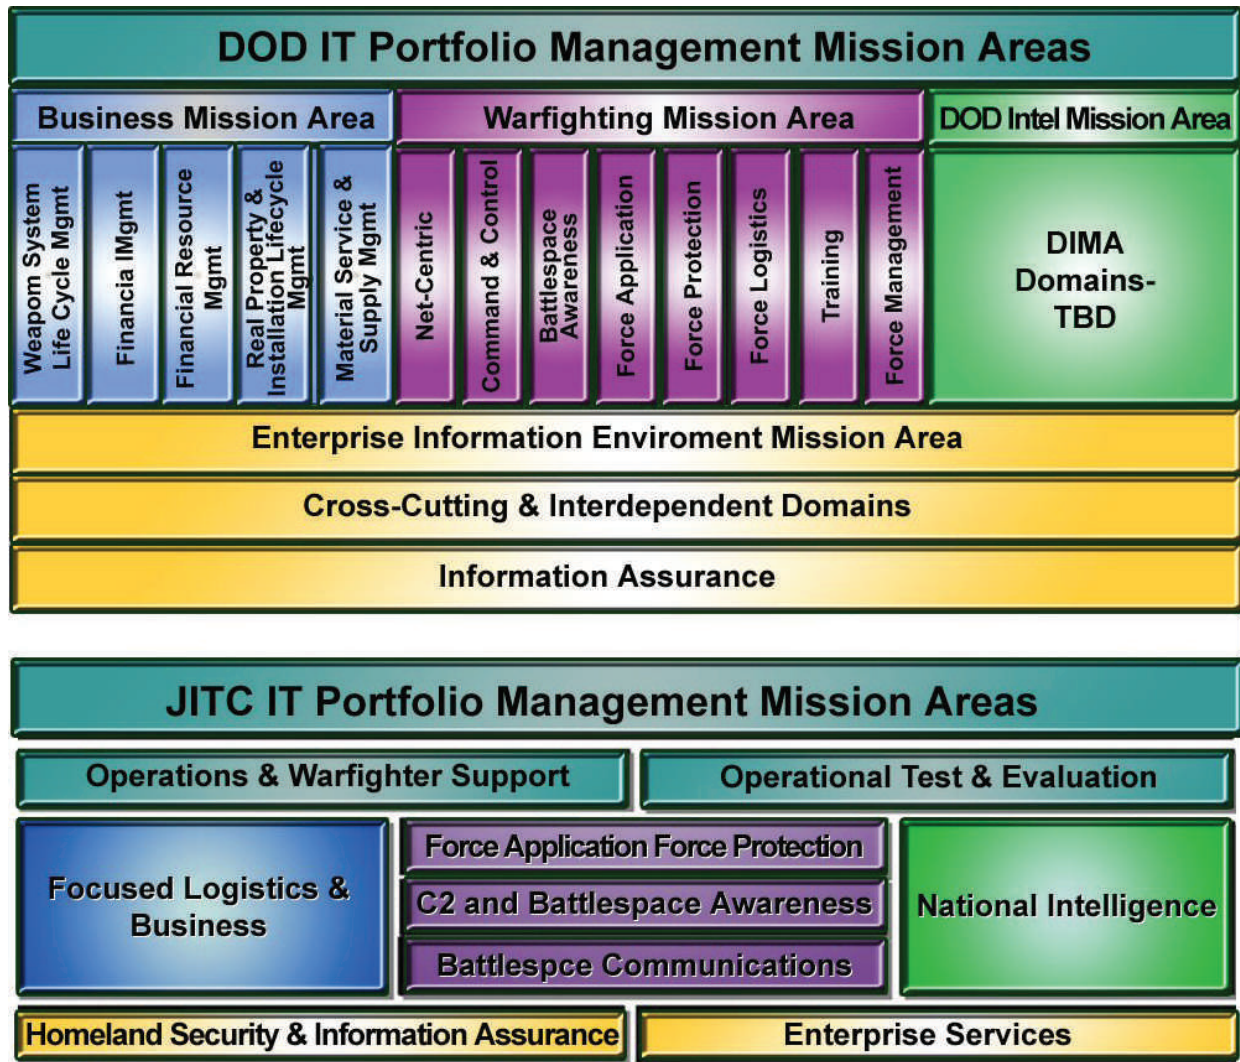 DOD IT Portfolio Management Mission Areas
Business Mission Area
Warfighting Mission Area
DOD Intel Mission Area
Weapom System
Life Cycle Mgmt
Financia lMgmt
Financial Resource
Mgmt
Real Property &
Installation Lifecycle
Mgmt
Material Service &
Supply Mgmt
Net-Centric
Command & Control
Battlespace
Awareness
Force Application
Force Protection
Force Logistics
Training
Force Management
DIMA
Domains-
TBD
Enterprise Information Enviroment Mission Area
Cross-Cutting & Interdependent Domains
Information Assurance
JITC IT Portfolio Management Mission Areas
Operations & Warfighter Support
Operational Test & Evaluation
Focused Logistics &
Business
Force Application Force Protection
C2 and Battlespace Awareness
Battlespce Communications
National Intelligence
Homeland Security & Information Assurance
Enterprise Services